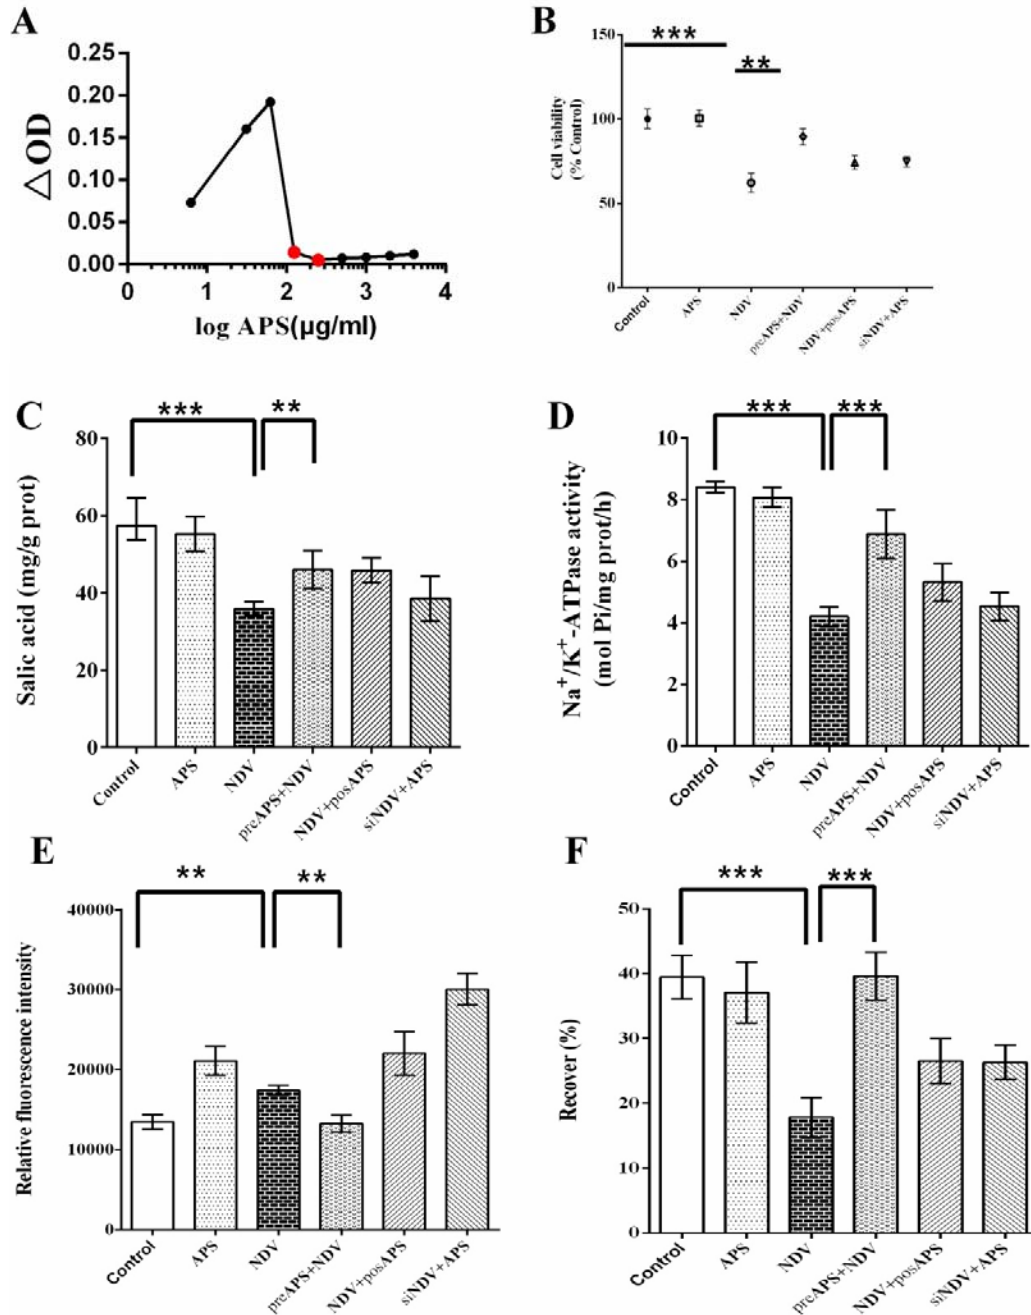 A
△OD
0.25
0.20
0.15
0.10
0.05
0.00
0 1 2 3 4
log APS(µg/ml)
B
Cell viability
(% Control)
150
100
50
0
***
**
Control
APS
NDV
preAPS+NDV
NDV+posAPS
siNDV+APS
C
Salic acid (mg/g prot)
80
60
40
20
0
***
**
Control
APS
NDV
preAPS+NDV
NDV+posAPS
siNDV+APS
D
Na+/K+-ATPase activity
(mol Pi/mg prot/h)
10
8
6
4
2
0
***
***
Control
APS
NDV
preAPS+NDV
NDV+posAPS
siNDV+APS
E
Relative fluorescence intensity
40000
30000
20000
10000
0
**
**
Control
APS
NDV
preAPS+NDV
NDV+posAPS
siNDV+APS
F
Recover (%)
50
40
30
20
10
0
***
***
Control
APS
NDV
preAPS+NDV
NDV+posAPS
siNDV+APS